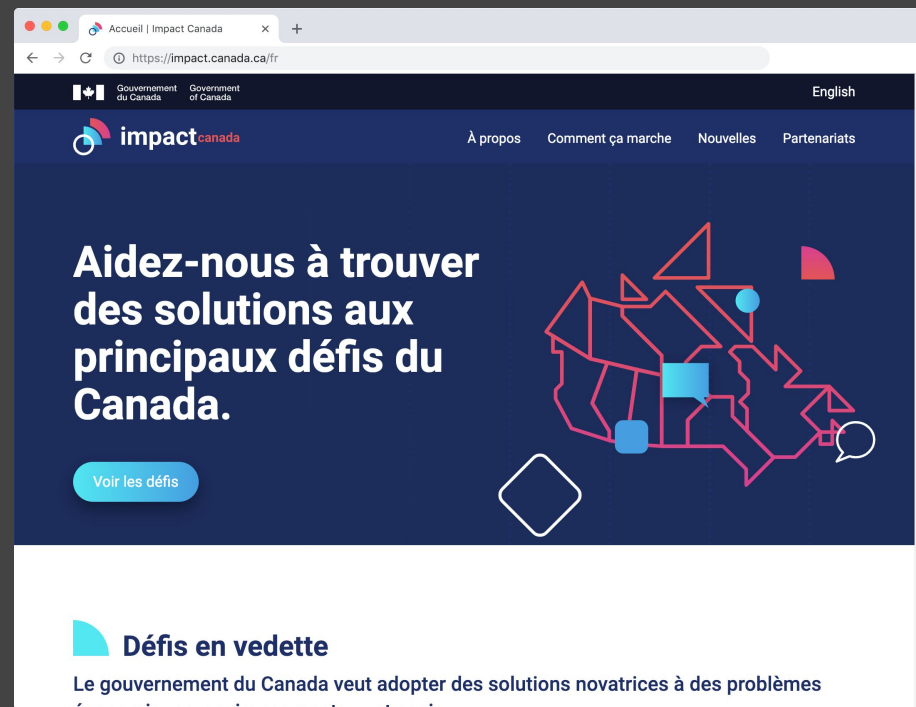 Accueil | Impact Canada
https://impact.canada.ca/fr
Gouvernement du Canada
Government of Canada
English
impactcanada
À propos Comment ça marche Nouvelles Partenariats
Aidez-nous à trouver
des solutions aux
principaux défis du
Canada.
Voir les défis
Défis en vedette
Le gouvernement du Canada veut adopter des solutions novatrices à des problèmes